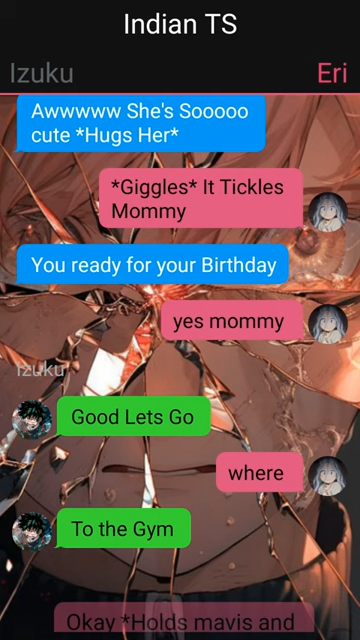 Indian TS
Izuku
Eri
Awwwww She's Sooooo
cute *Hugs Her*
*Giggles* It Tickles
Mommy
You ready for your Birthday
yes mommy
Izuku
Good Lets Go
where
To the Gym
Okay *Holds mavis and